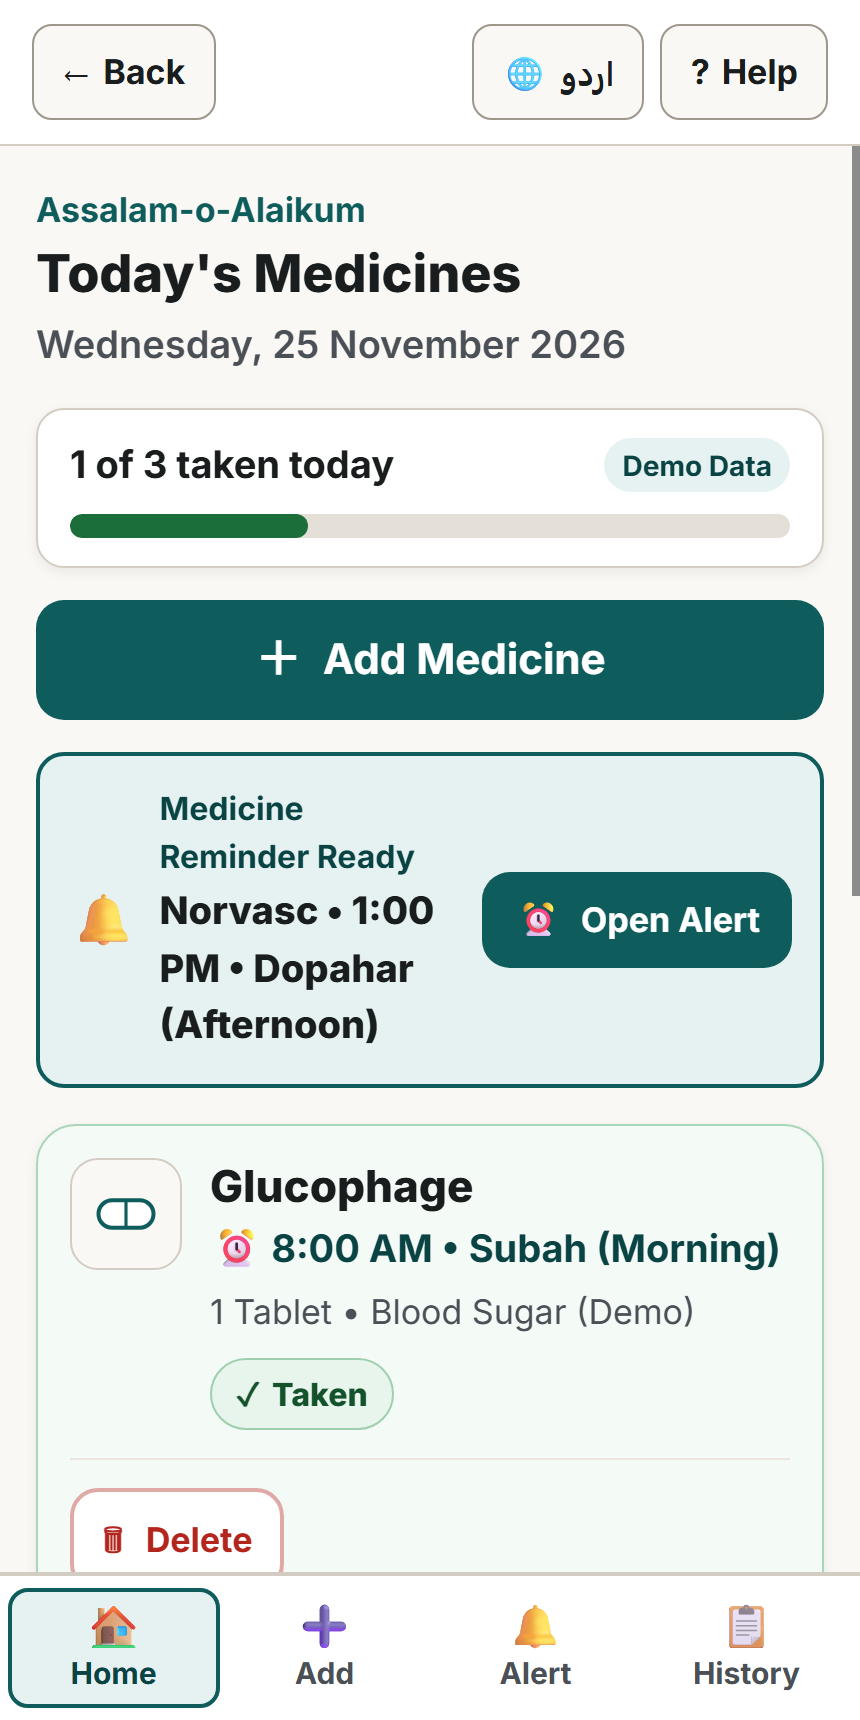 ← Back
🌐 اردو
? Help
Assalam-o-Alaikum
Today's Medicines
Wednesday, 25 November 2026
1 of 3 taken today
Demo Data
+ Add Medicine
Medicine
Reminder Ready
Norvasc • 1:00
PM • Dopahar
(Afternoon)
Open Alert
Glucophage
8:00 AM • Subah (Morning)
1 Tablet • Blood Sugar (Demo)
✓ Taken
Delete
Home
Add
Alert
History